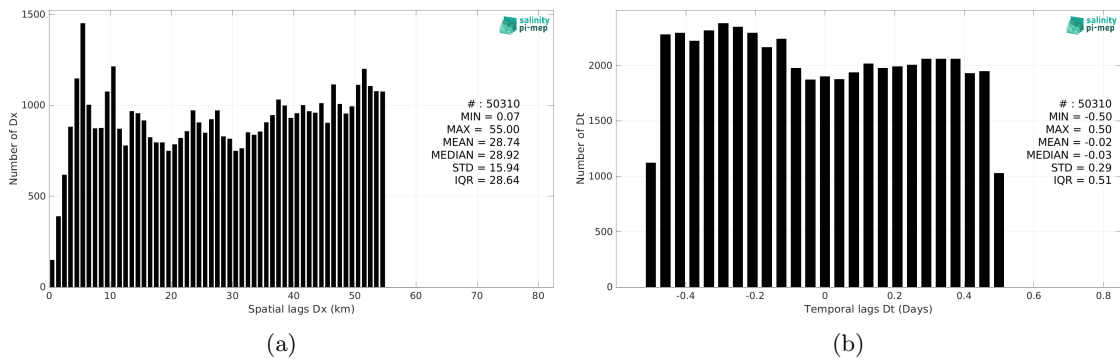 1500
1000
500
0
0
10
20
30
40
50
60
70
80
Number of Dx
Spatial lags Dx (km)
salinity
pi-mep
# : 50310
MIN = 0.07
MAX = 55.00
MEAN = 28.74
MEDIAN = 28.92
STD = 15.94
IQR = 28.64
(a)
2000
1500
1000
500
0
-0.4
-0.2
0
0.2
0.4
0.6
0.8
Number of Dt
Temporal lags Dt (Days)
salinity
pi-mep
# : 50310
MIN = -0.50
MAX = 0.50
MEAN = -0.02
MEDIAN = -0.03
STD = 0.29
IQR = 0.51
(b)